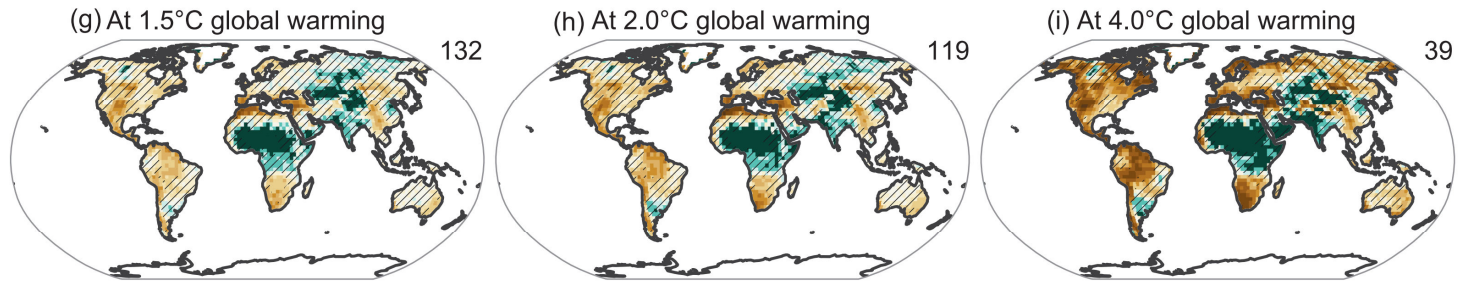 (g) At 1.5°C global warming
132
(h) At 2.0°C global warming
119
(i) At 4.0°C global warming
39